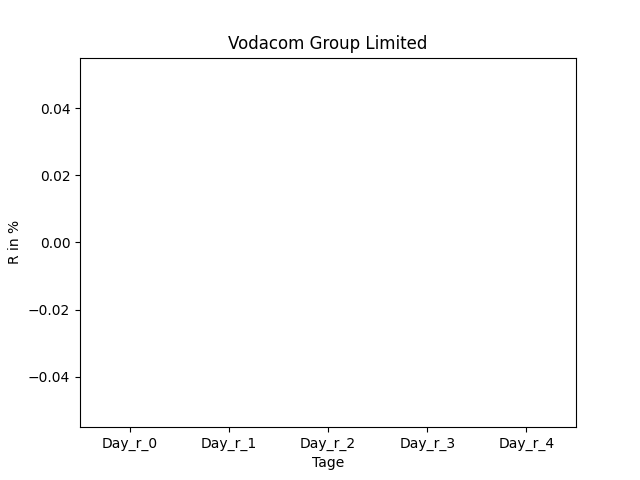 Vodacom Group Limited
R in %
0.04
0.02
0.00
−0.02
−0.04
Day_r_0 Day_r_1 Day_r_2 Day_r_3 Day_r_4
Tage